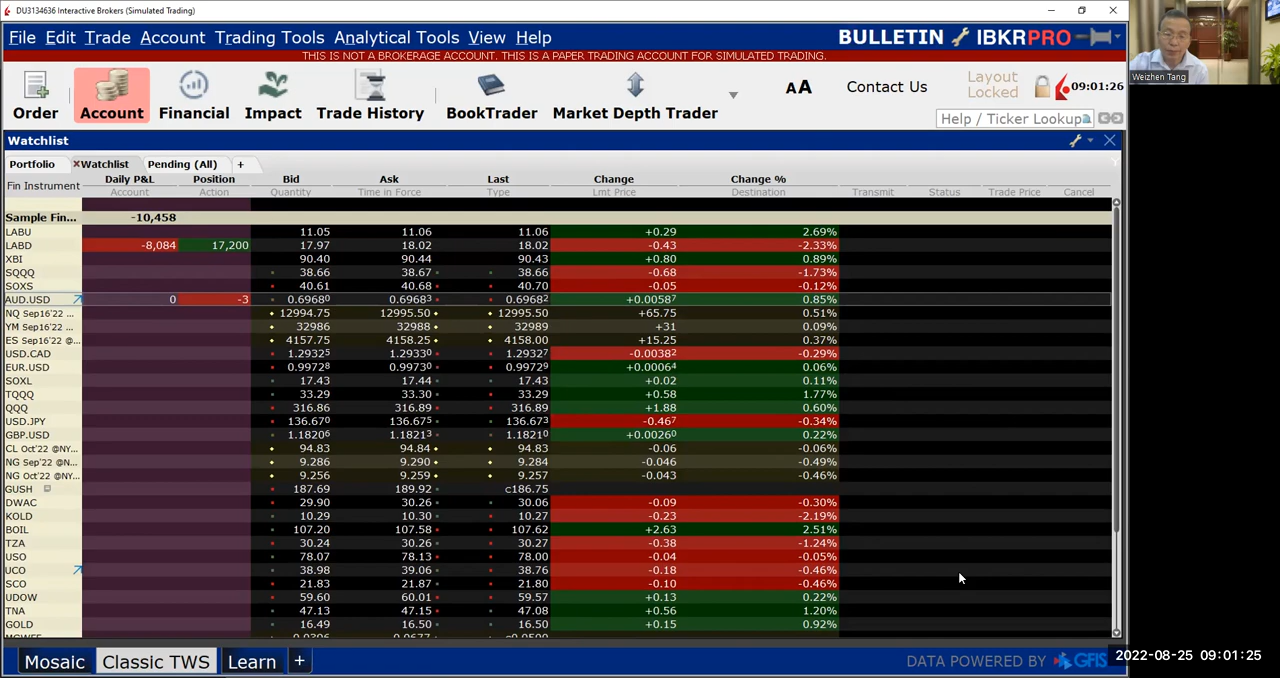 DU3134636 Interactive Brokers (Simulated Trading)
File Edit Trade Account Trading Tools Analytical Tools View Help BULLETIN IBKRPRO
THIS IS NOT A BROKERAGE ACCOUNT. THIS IS A PAPER TRADING ACCOUNT FOR SIMULATED TRADING.
Order Account Financial Impact Trade History BookTrader Market Depth Trader AA Contact Us Layout Locked 09:01:26
Help / Ticker Lookup
Watchlist
Portfolio Watchlist Pending (All) +
Fin Instrument Daily P&L Position Bid Ask Last Change Change %
Account Action Quantity Time in Force Type Lmt Price Destination Transmit Status Trade Price Cancel
Sample Fin... -10,458
LABU 11.05 11.06 11.06 +0.29 2.69%
LABD -8,084 17,200 17.97 18.02 18.02 -0.43 -2.33%
XBI 90.40 90.44 90.43 +0.80 0.89%
SQQQ 38.66 38.67 38.66 -0.68 -1.73%
SOXS 40.61 40.68 40.70 -0.05 -0.12%
AUD.USD 0 -3 0.69680 0.69683 0.69682 +0.00587 0.85%
NQ Sep16'22 ... 12994.75 12995.50 12995.50 +65.75 0.51%
YM Sep16'22 ... 32986 32988 32989 +31 0.09%
ES Sep16'22 @... 4157.75 4158.25 4158.00 +15.25 0.37%
USD.CAD 1.29325 1.29330 1.29327 -0.00382 -0.29%
EUR.USD 0.99728 0.99730 0.99729 +0.00064 0.06%
SOXL 17.43 17.44 17.43 +0.02 0.11%
TQQQ 33.29 33.30 33.29 +0.58 1.77%
QQQ 316.86 316.89 316.89 +1.88 0.60%
USD.JPY 136.670 136.675 136.673 -0.467 -0.34%
GBP.USD 1.18206 1.18213 1.18210 +0.00260 0.22%
CL Oct'22 @NY... 94.83 94.84 94.83 -0.06 -0.06%
NG Sep'22 @N... 9.286 9.290 9.284 -0.046 -0.49%
NG Oct'22 @NY... 9.256 9.259 9.257 -0.043 -0.46%
GUSH 187.69 189.92 c186.75
DWAC 29.90 30.26 30.06 -0.09 -0.30%
KOLD 10.29 10.30 10.27 -0.23 -2.19%
BOIL 107.20 107.58 107.62 +2.63 2.51%
TZA 30.24 30.26 30.27 -0.38 -1.24%
USO 78.07 78.13 78.00 -0.04 -0.05%
UCO 38.98 39.06 38.76 -0.18 -0.46%
SCO 21.83 21.87 21.80 -0.10 -0.46%
UDOW 59.60 60.01 59.57 +0.13 0.22%
TNA 47.13 47.15 47.08 +0.56 1.20%
GOLD 16.49 16.50 16.50 +0.15 0.92%
Mosaic Classic TWS Learn + DATA POWERED BY GFIS
Weizhen Tang
2022-08-25 09:01:25